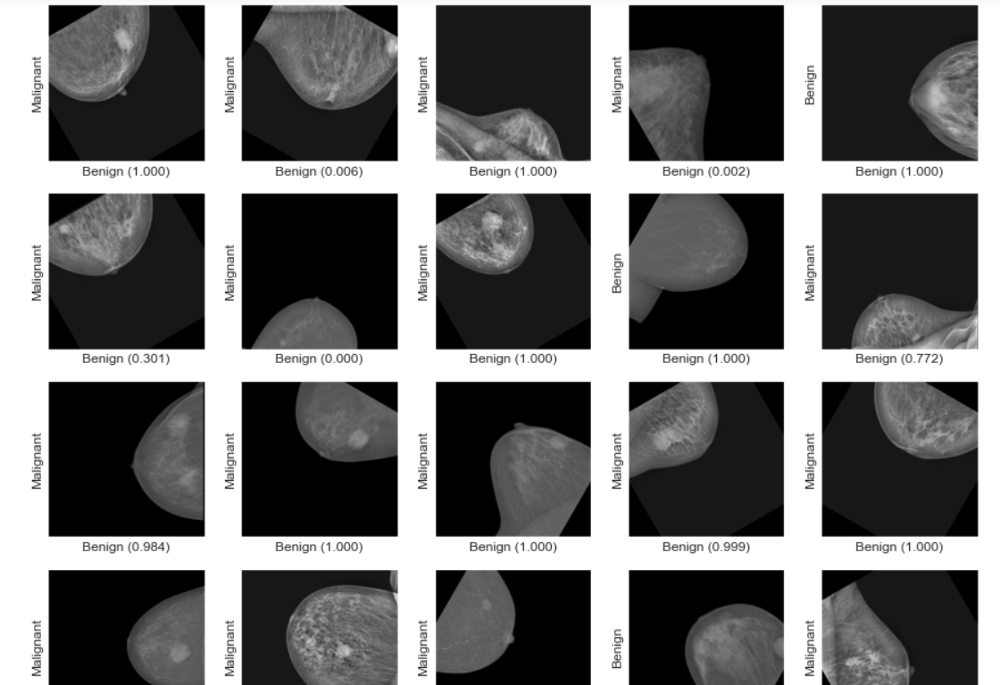 Malignant Malignant Malignant Malignant Benign
Benign (1.000) Benign (0.006) Benign (1.000) Benign (0.002) Benign (1.000)
Malignant Malignant Malignant Benign Malignant
Benign (0.301) Benign (0.000) Benign (1.000) Benign (1.000) Benign (0.772)
Malignant Malignant Malignant Malignant Malignant
Benign (0.984) Benign (1.000) Benign (1.000) Benign (0.999) Benign (1.000)
Malignant Malignant Malignant Benign Malignant